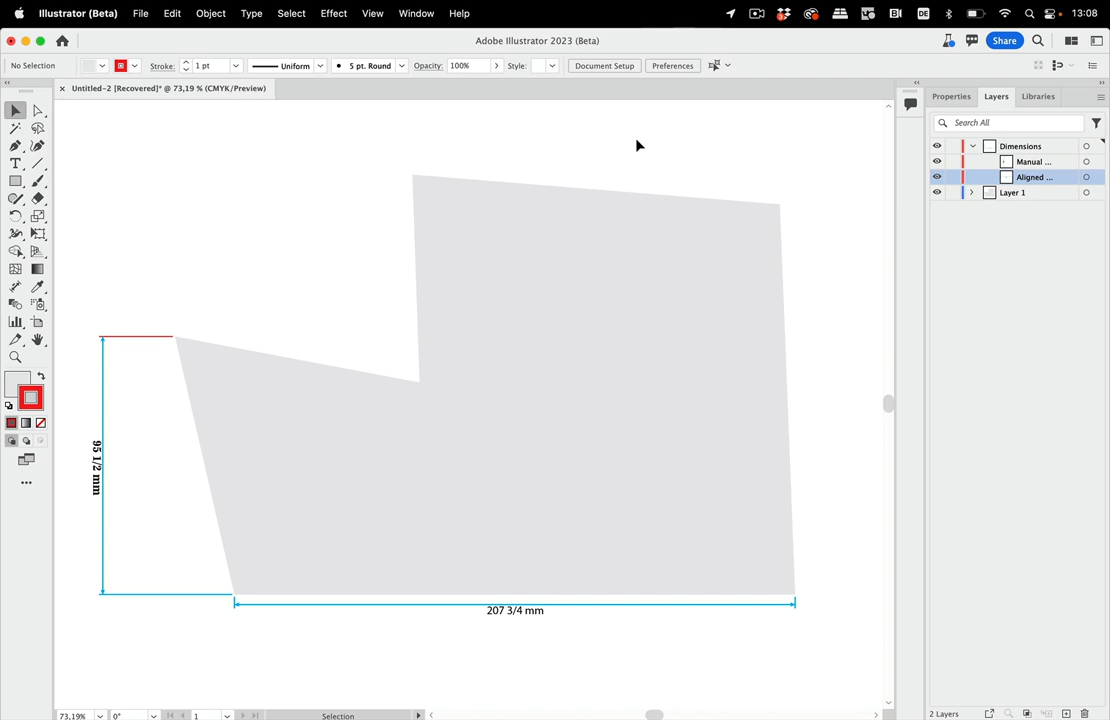 Illustrator (Beta) File Edit Object Type Select Effect View Window Help 3 DE 13:08
Adobe Illustrator 2023 (Beta) Share
No Selection Stroke: 1 pt Uniform 5 pt. Round Opacity: 100% Style: Document Setup Preferences
Untitled-2 [Recovered]* @ 73,19 % (CMYK/Preview)
Properties Layers Libraries
Search All
Dimensions
Manual ...
Aligned ...
Layer 1
95 1/2 mm
207 3/4 mm
73,19% 0° 1 Selection
2 Layers